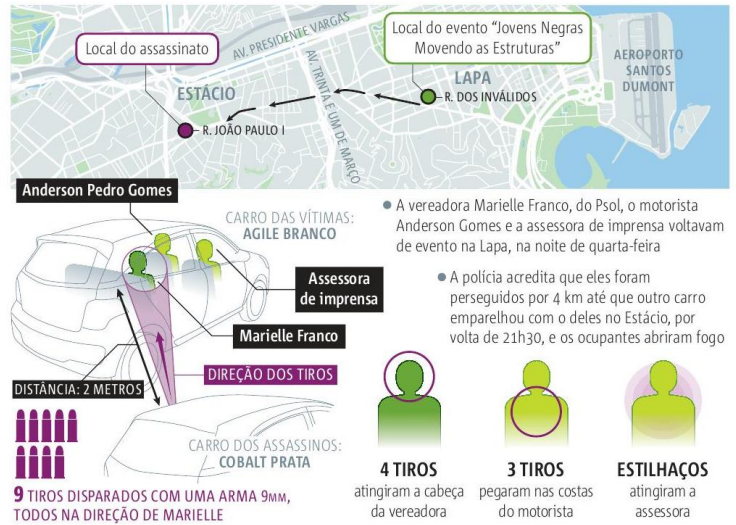 Local do assassinato
AV. PRESIDENTE VARGAS
Local do evento “Jovens Negras
Movendo as Estruturas”
AEROPORTO
SANTOS
DUMONT
ESTÁCIO
LAPA
R. DOS INVÁLIDOS
AV. TRINTA E UM DE MARÇO
R. JOÃO PAULO I
Anderson Pedro Gomes
CARRO DAS VÍTIMAS:
AGILE BRANCO
Assessora
de imprensa
Marielle Franco
DIREÇÃO DOS TIROS
DISTÂNCIA: 2 METROS
CARRO DOS ASSASSINOS:
COBALT PRATA
9 TIROS DISPARADOS COM UMA ARMA 9MM,
TODOS NA DIREÇÃO DE MARIELLE
A vereadora Marielle Franco, do Psol, o motorista
Anderson Gomes e a assessora de imprensa voltavam
de evento na Lapa, na noite de quarta-feira
A polícia acredita que eles foram
perseguidos por 4 km até que outro carro
emparelhou com o deles no Estácio, por
volta de 21h30, e os ocupantes abriram fogo
4 TIROS
atingiram a cabeça
da vereadora
3 TIROS
pegaram nas costas
do motorista
ESTILHAÇOS
atingiram a
assessora